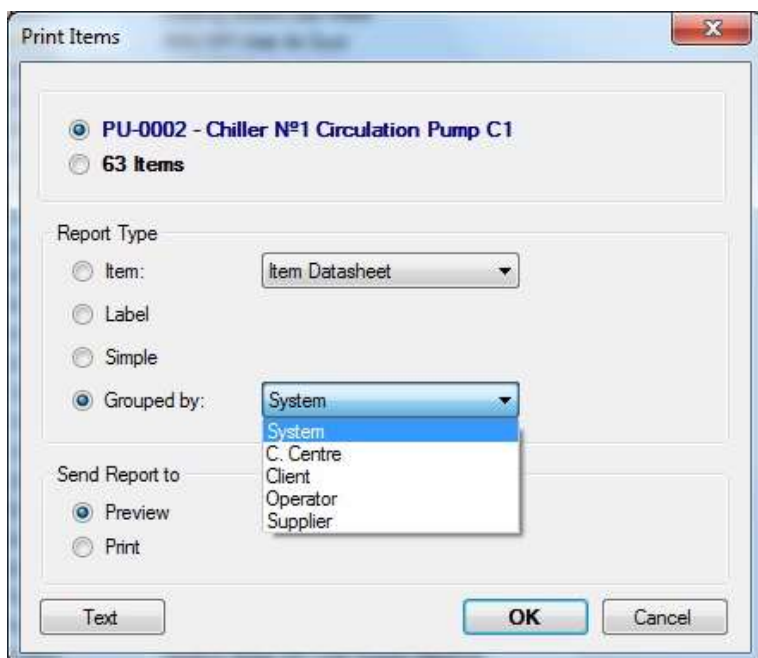 Print Items
PU-0002 - Chiller Nº1 Circulation Pump C1
63 Items
Report Type
Item: Item Datasheet
Label
Simple
Grouped by: System
System
C. Centre
Client
Operator
Supplier
Send Report to
Preview
Print
Text OK Cancel